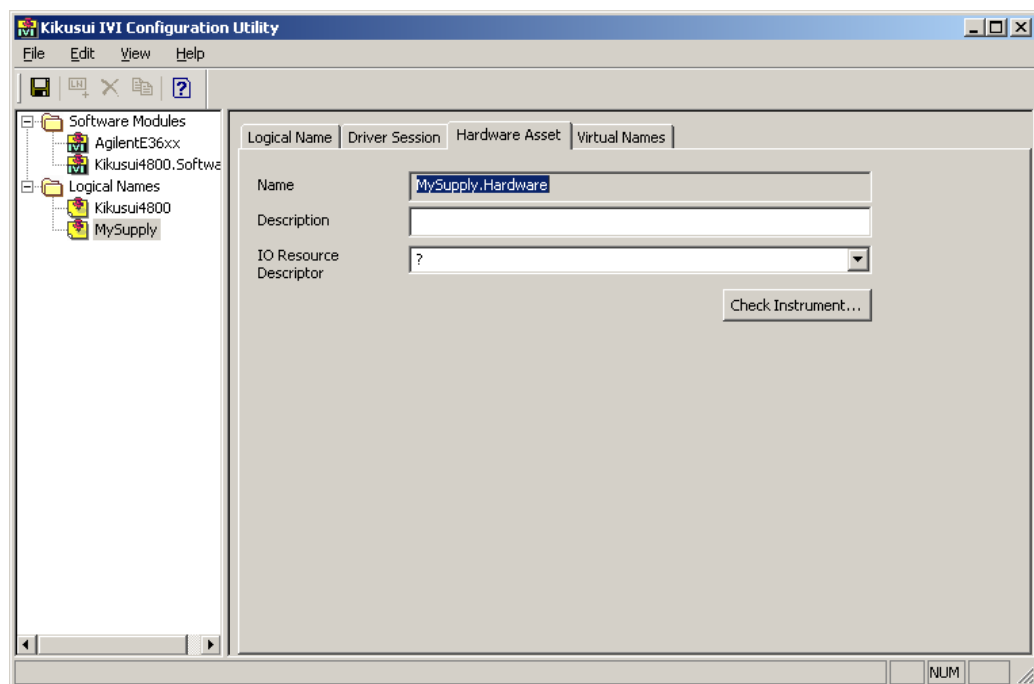 Kikusui IVI Configuration Utility
File Edit View Help
Software Modules
AgilentE36xx
Kikusui4800.Softwa
Logical Names
Kikusui4800
MySupply
Logical Name Driver Session Hardware Asset Virtual Names
Name MySupply.Hardware
Description
IO Resource
Descriptor
?
Check Instrument...
NUM